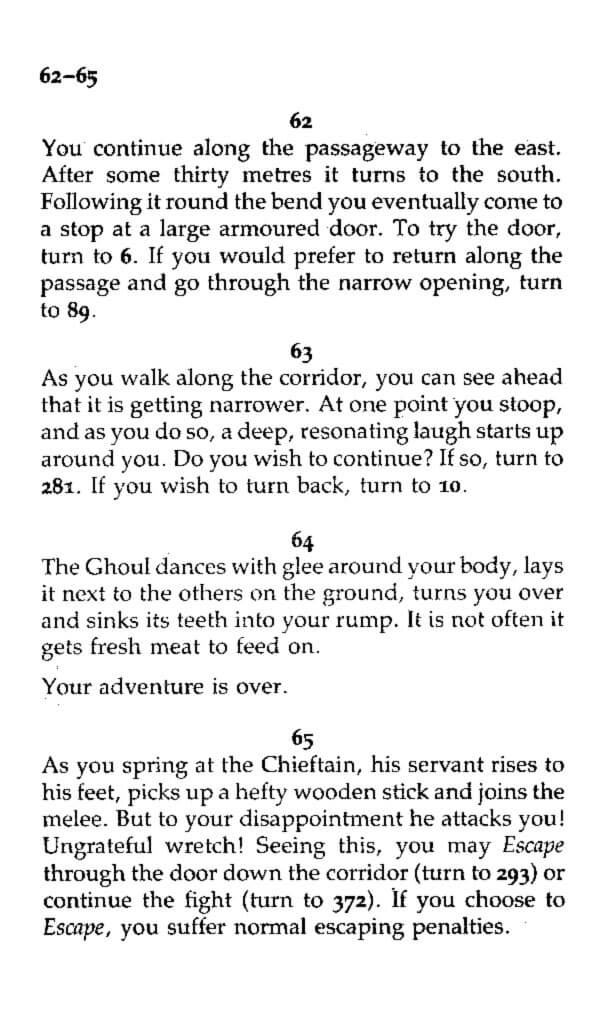 62–65
62
You continue along the passageway to the east.
After some thirty metres it turns to the south.
Following it round the bend you eventually come to
a stop at a large armoured door. To try the door,
turn to 6. If you would prefer to return along the
passage and go through the narrow opening, turn
to 89.
63
As you walk along the corridor, you can see ahead
that it is getting narrower. At one point you stoop,
and as you do so, a deep, resonating laugh starts up
around you. Do you wish to continue? If so, turn to
281. If you wish to turn back, turn to 10.
64
The Ghoul dances with glee around your body, lays
it next to the others on the ground, turns you over
and sinks its teeth into your rump. It is not often it
gets fresh meat to feed on.
Your adventure is over.
65
As you spring at the Chieftain, his servant rises to
his feet, picks up a hefty wooden stick and joins the
melee. But to your disappointment he attacks you!
Ungrateful wretch! Seeing this, you may Escape
through the door down the corridor (turn to 293) or
continue the fight (turn to 372). If you choose to
Escape, you suffer normal escaping penalties.